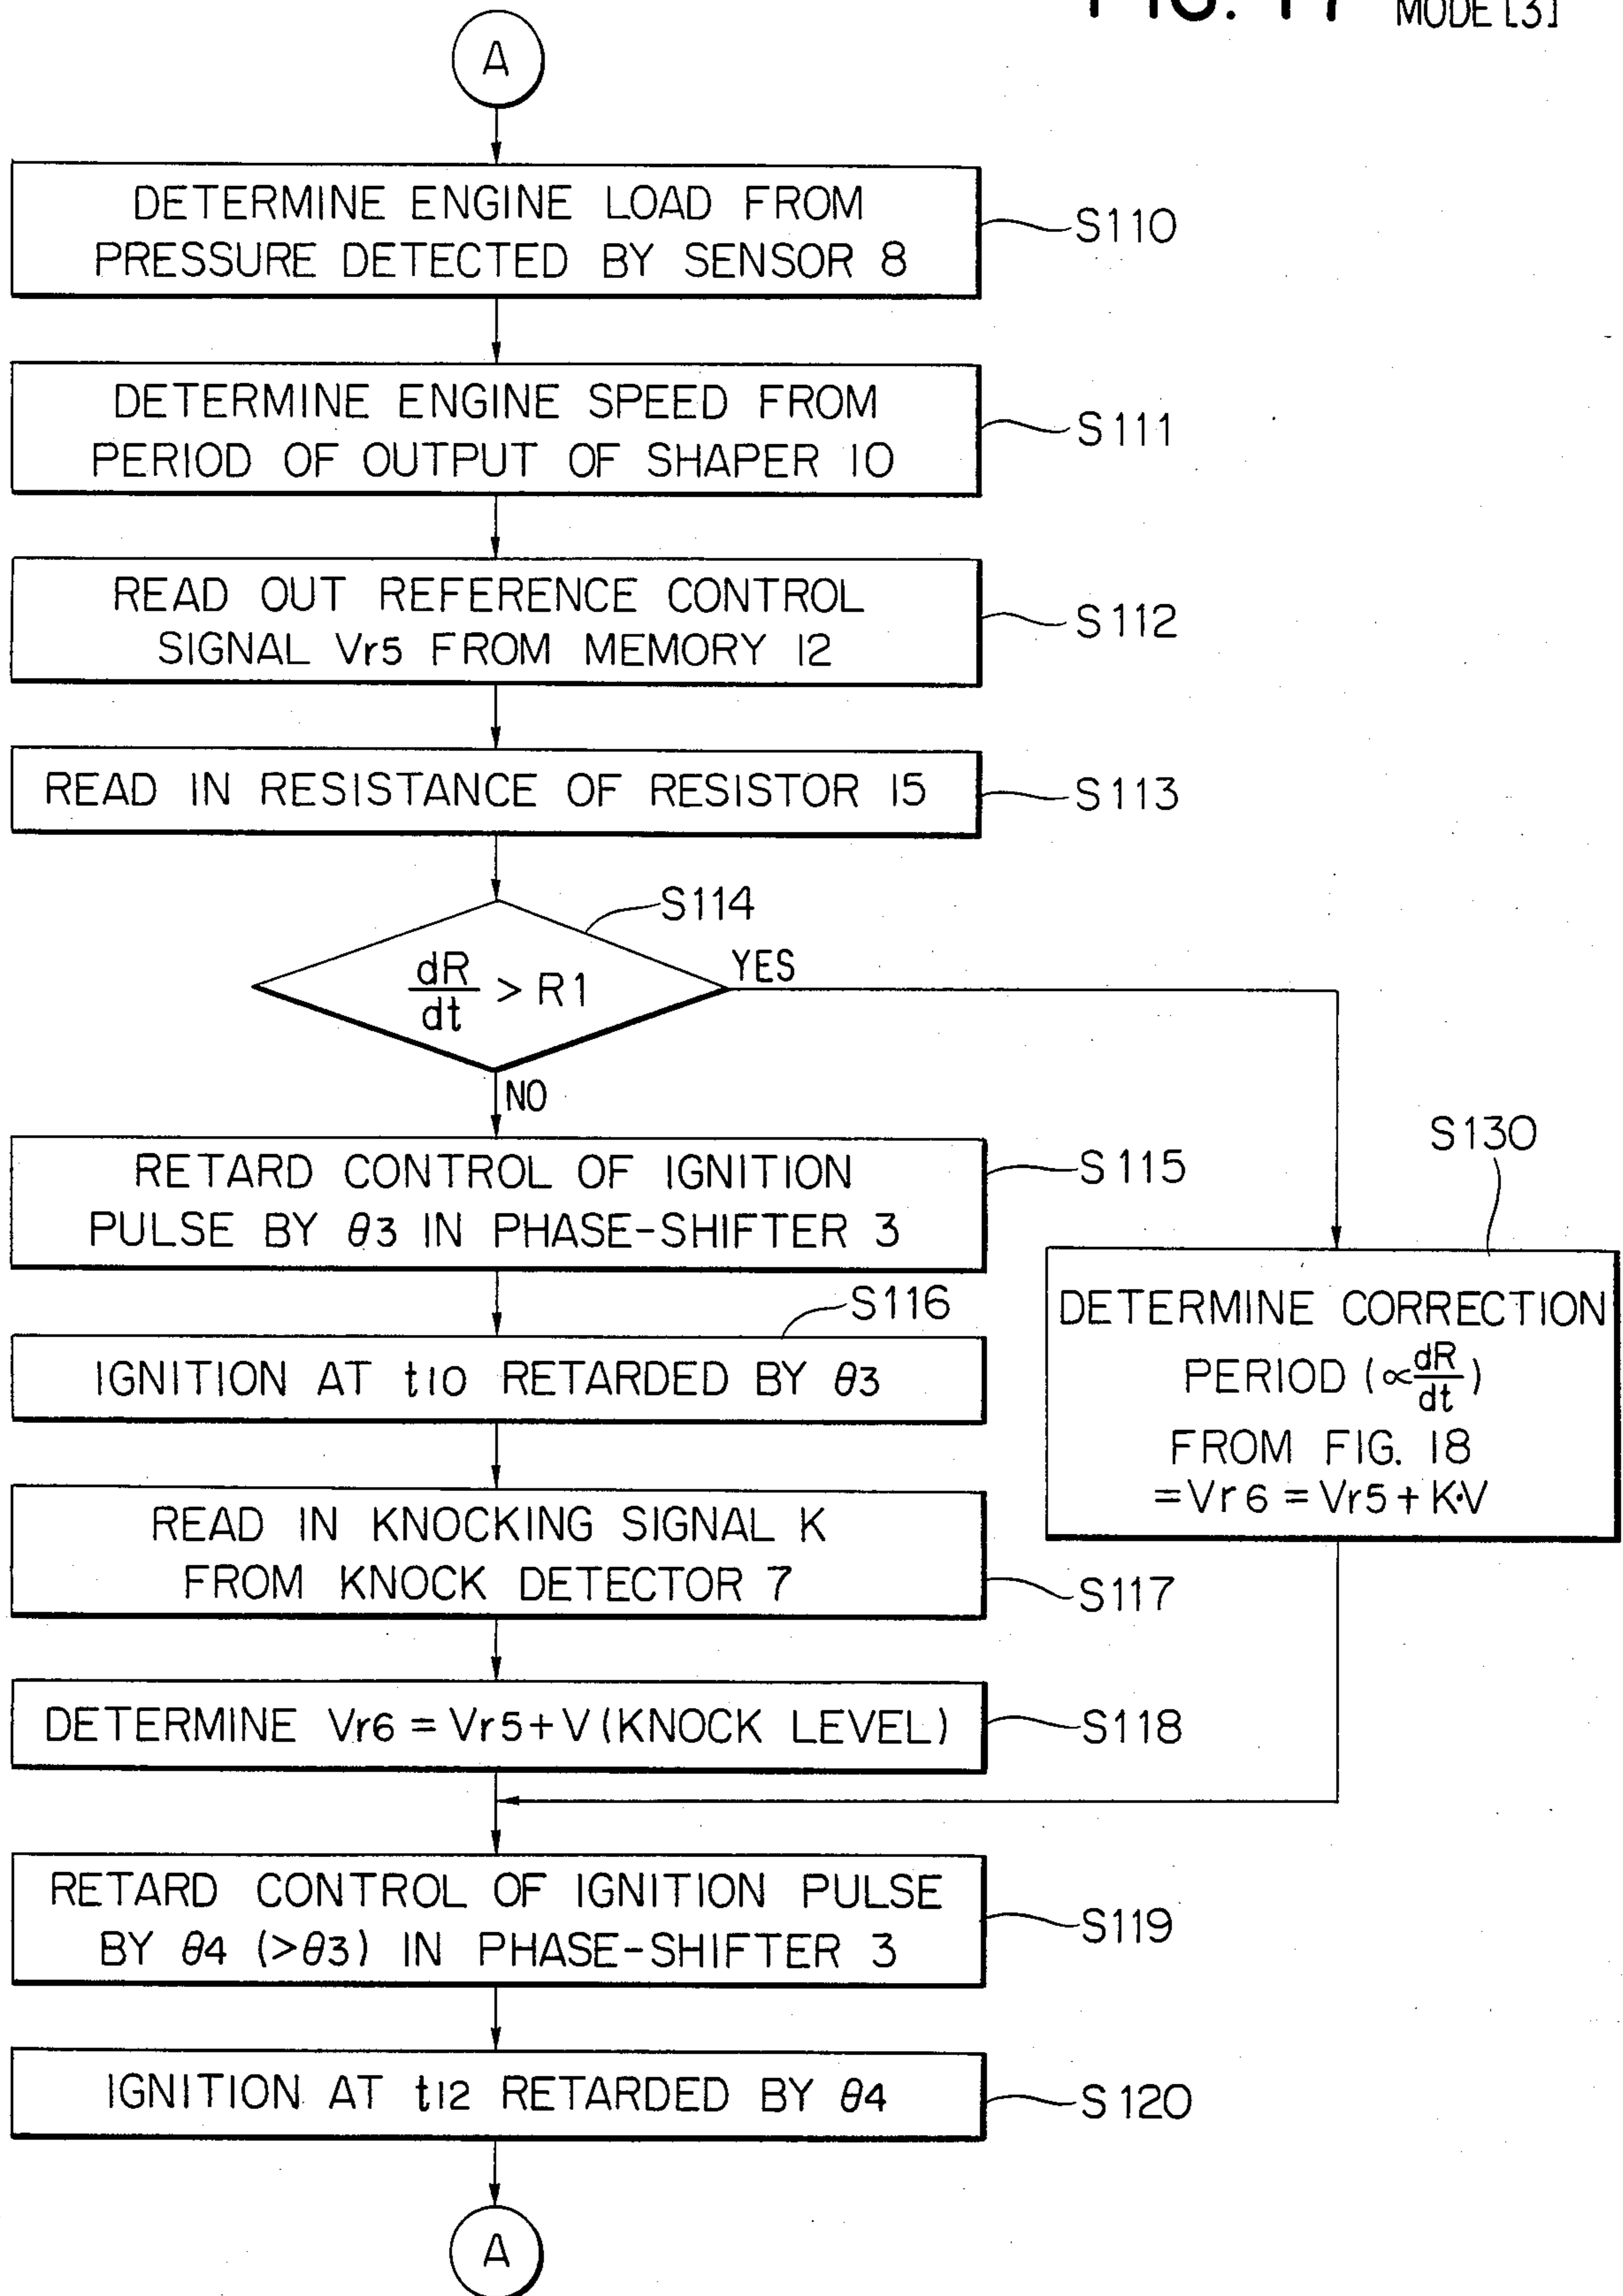 FIG. 17 MODE [3]
A
DETERMINE ENGINE LOAD FROM
PRESSURE DETECTED BY SENSOR 8
S110
DETERMINE ENGINE SPEED FROM
PERIOD OF OUTPUT OF SHAPER 10
S111
READ OUT REFERENCE CONTROL
SIGNAL Vr5 FROM MEMORY 12
S112
READ IN RESISTANCE OF RESISTOR 15
S113
S114
dR/dt > R1
YES
NO
RETARD CONTROL OF IGNITION
PULSE BY θ3 IN PHASE-SHIFTER 3
S115
S130
DETERMINE CORRECTION
PERIOD (∝dR/dt)
FROM FIG. 18
=Vr6 = Vr5 + K·V
S116
IGNITION AT t10 RETARDED BY θ3
READ IN KNOCKING SIGNAL K
FROM KNOCK DETECTOR 7
S117
DETERMINE Vr6 = Vr5 + V (KNOCK LEVEL)
S118
RETARD CONTROL OF IGNITION PULSE
BY θ4 (>θ3) IN PHASE-SHIFTER 3
S119
IGNITION AT t12 RETARDED BY θ4
S120
A